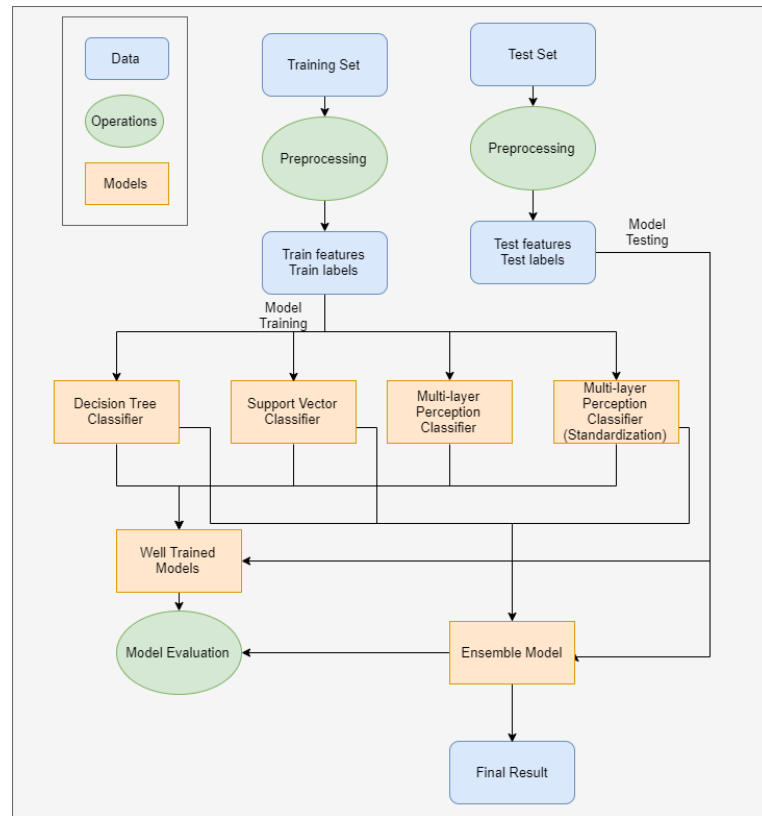 Data
Operations
Models
Training Set
Test Set
Preprocessing
Preprocessing
Train features
Train labels
Test features
Test labels
Model
Testing
Model
Training
Decision Tree
Classifier
Support Vector
Classifier
Multi-layer
Perception
Classifier
Multi-layer
Perception
Classifier
(Standardization)
Well Trained
Models
Model Evaluation
Ensemble Model
Final Result